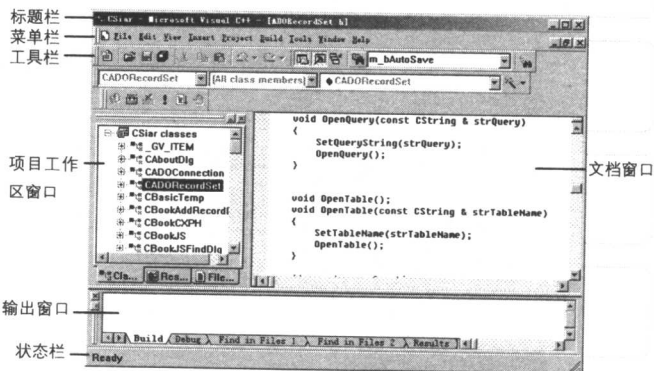 标题栏
CSiar - Microsoft Visual C++ - [ADORecordSet h]
菜单栏
File Edit View Insert Project Build Tools Window Help
工具栏
m_bAutoSave
CADORecordSet
[All class members]
CADORecordSet
CSiar classes
_GV_ITEM
CAboutDlg
CADOConnection
CADORecordSet
CBasicTemp
CBookAddRecordI
CBookCXPH
CBookJS
CBookJSFindDlg
Cla...
Res...
File...
项目工作
区窗口
void OpenQuery(const CString & strQuery)
{
SetQueryString(strQuery);
OpenQuery();
}
void OpenTable();
void OpenTable(const CString & strTableName)
{
SetTableName(strTableName);
OpenTable();
}
文档窗口
输出窗口
Build Debug Find in Files 1 Find in Files 2 Results
状态栏
Ready